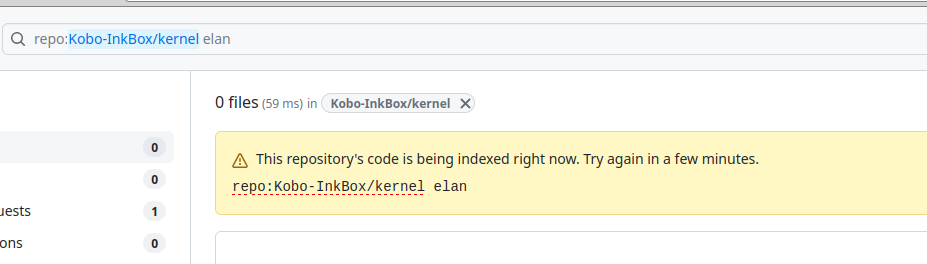 repo:Kobo-InkBox/kernel elan
0 files (59 ms) in Kobo-InkBox/kernel
0
This repository's code is being indexed right now. Try again in a few minutes.
0
repo:Kobo-InkBox/kernel elan
uests 1
ons 0